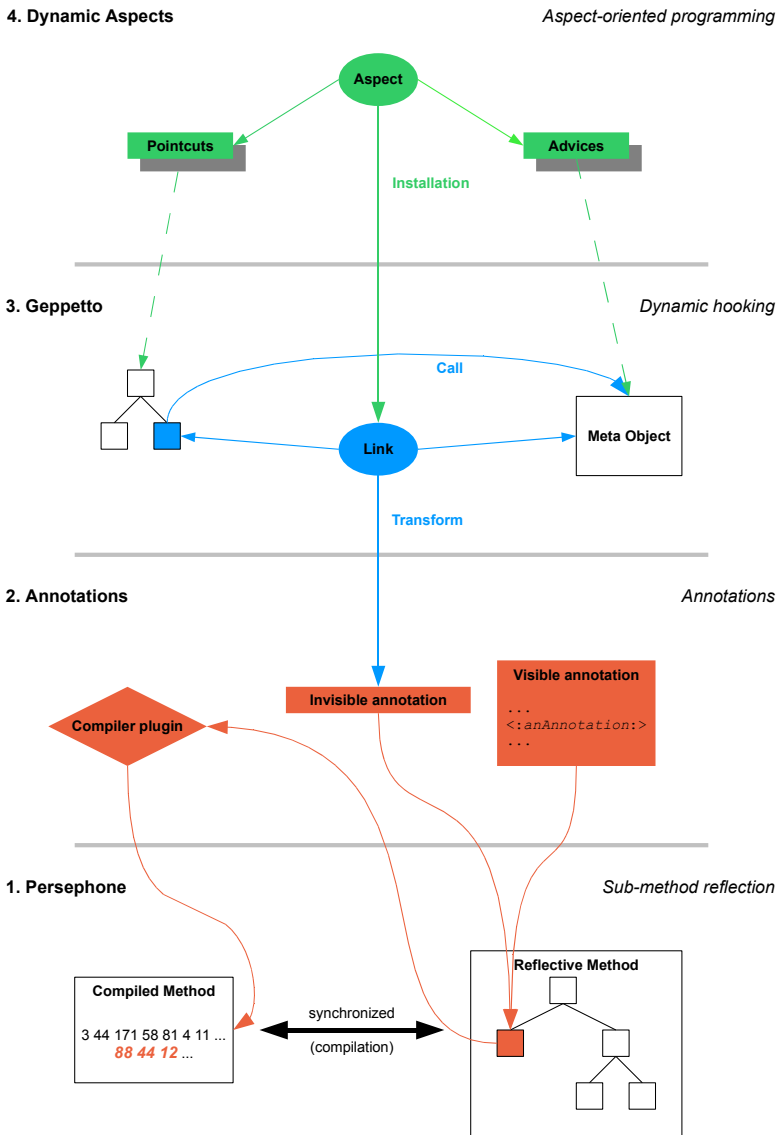 4. Dynamic Aspects
Aspect-oriented programming
Aspect
Pointcuts
Advices
Installation
3. Geppetto
Dynamic hooking
Call
Meta Object
Link
Transform
2. Annotations
Annotations
Visible annotation
...
<:anAnnotation:>
...
Invisible annotation
Compiler plugin
1. Persephone
Sub-method reflection
Reflective Method
Compiled Method
3 44 171 58 81 4 11 ...
88 44 12 ...
synchronized
(compilation)